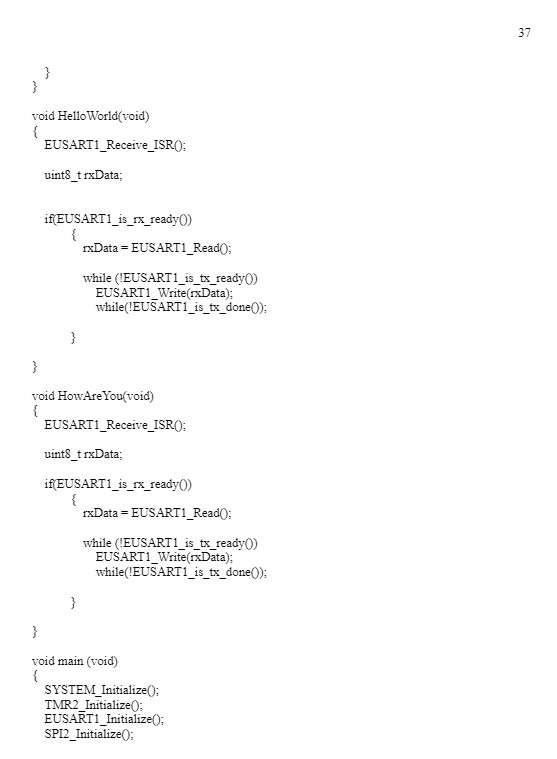 37
}
}
void HelloWorld(void)
{
EUSART1_Receive_ISR();
uint8_t rxData;
if(EUSART1_is_rx_ready())
{
rxData = EUSART1_Read();
while (!EUSART1_is_tx_ready())
EUSART1_Write(rxData);
while(!EUSART1_is_tx_done());
}
}
void HowAreYou(void)
{
EUSART1_Receive_ISR();
uint8_t rxData;
if(EUSART1_is_rx_ready())
{
rxData = EUSART1_Read();
while (!EUSART1_is_tx_ready())
EUSART1_Write(rxData);
while(!EUSART1_is_tx_done());
}
}
void main (void)
{
SYSTEM_Initialize();
TMR2_Initialize();
EUSART1_Initialize();
SPI2_Initialize();